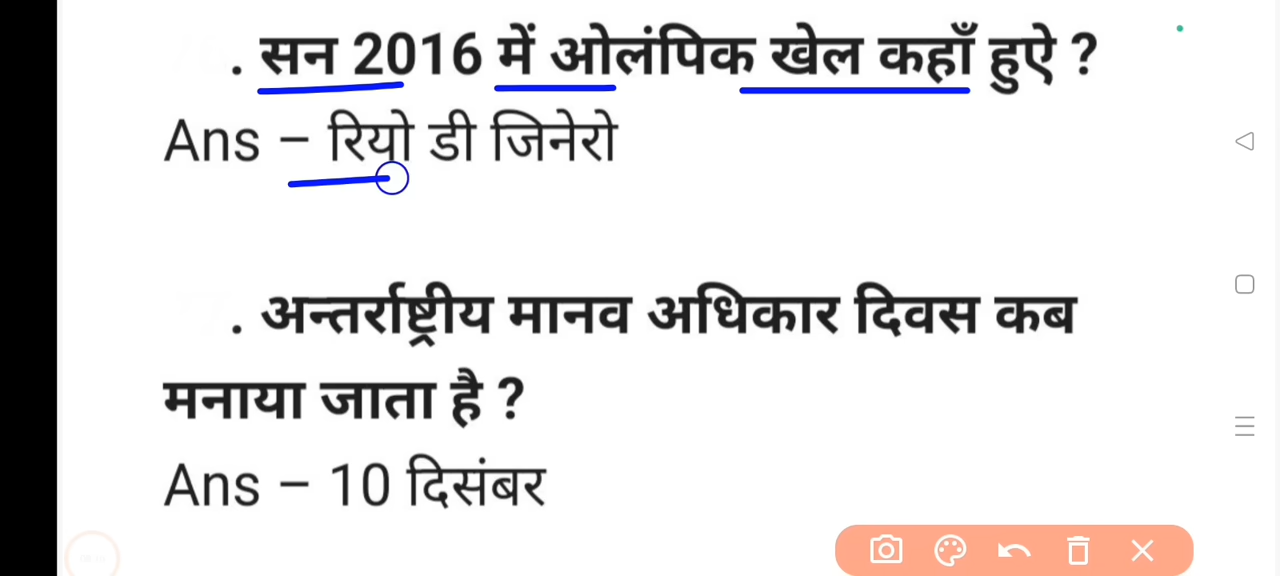 . सन 2016 में ओलंपिक खेल कहाँ हुऐ ?
Ans – रियो डी जिनेरो
. अन्तर्राष्ट्रीय मानव अधिकार दिवस कब
मनाया जाता है ?
Ans – 10 दिसंबर